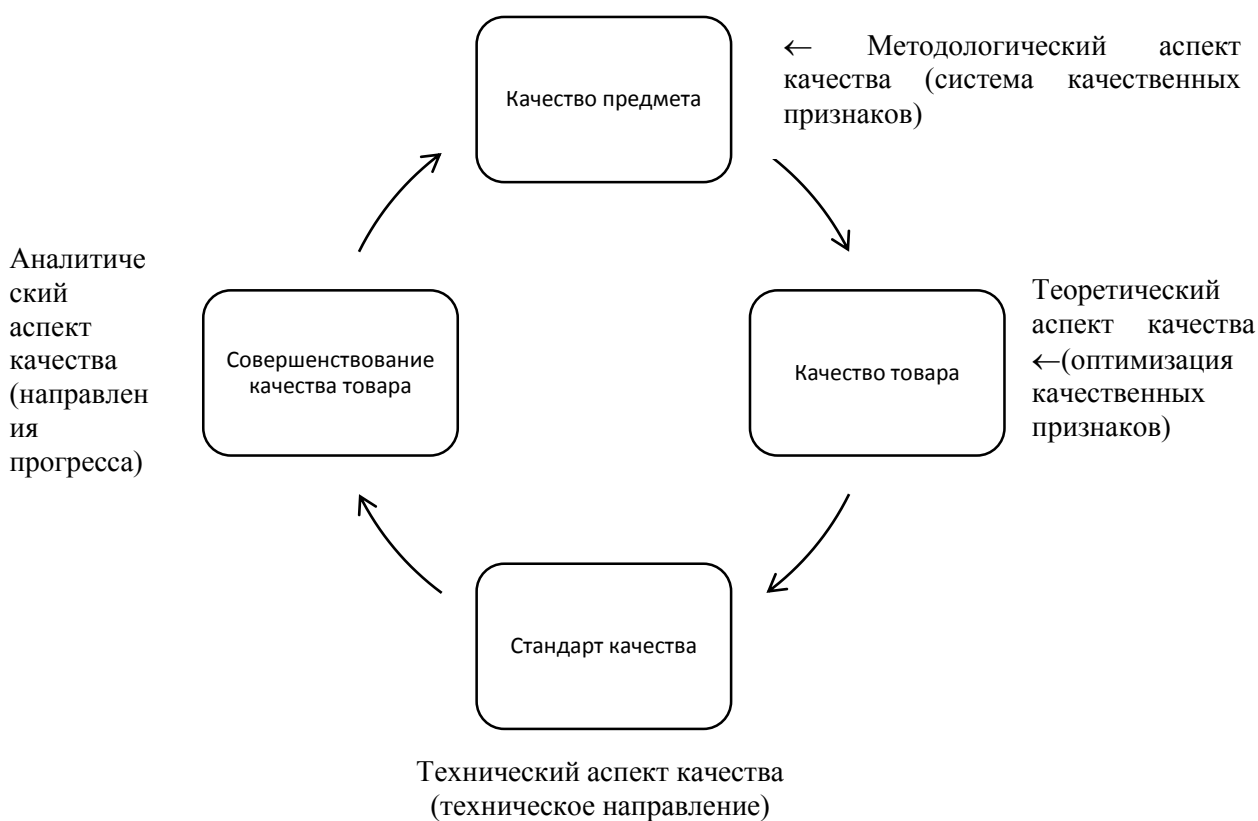 ← Методологический аспект
качества (система качественных
признаков)
Качество предмета
Аналитиче
ский
аспект
качества
(направлен
ия
прогресса)
Совершенствование
качества товара
Качество товара
Теоретический
аспект качества
←(оптимизация
качественных
признаков)
Стандарт качества
Технический аспект качества
(техническое направление)